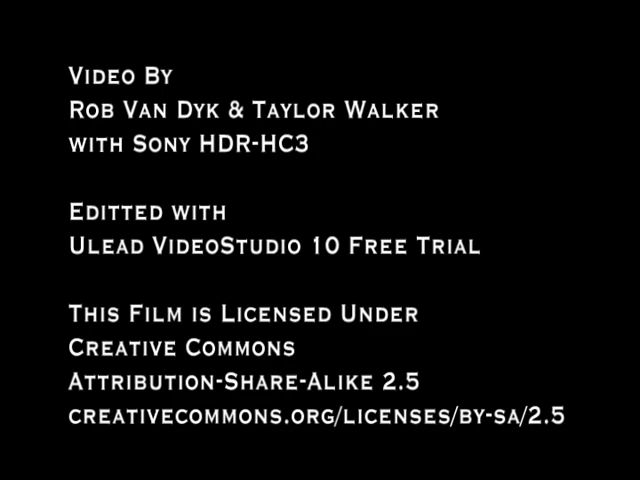 Video By
Rob Van Dyk & Taylor Walker
with Sony HDR-HC3
Editted with
Ulead VideoStudio 10 Free Trial
This Film is Licensed Under
Creative Commons
Attribution-Share-Alike 2.5
creativecommons.org/licenses/by-sa/2.5